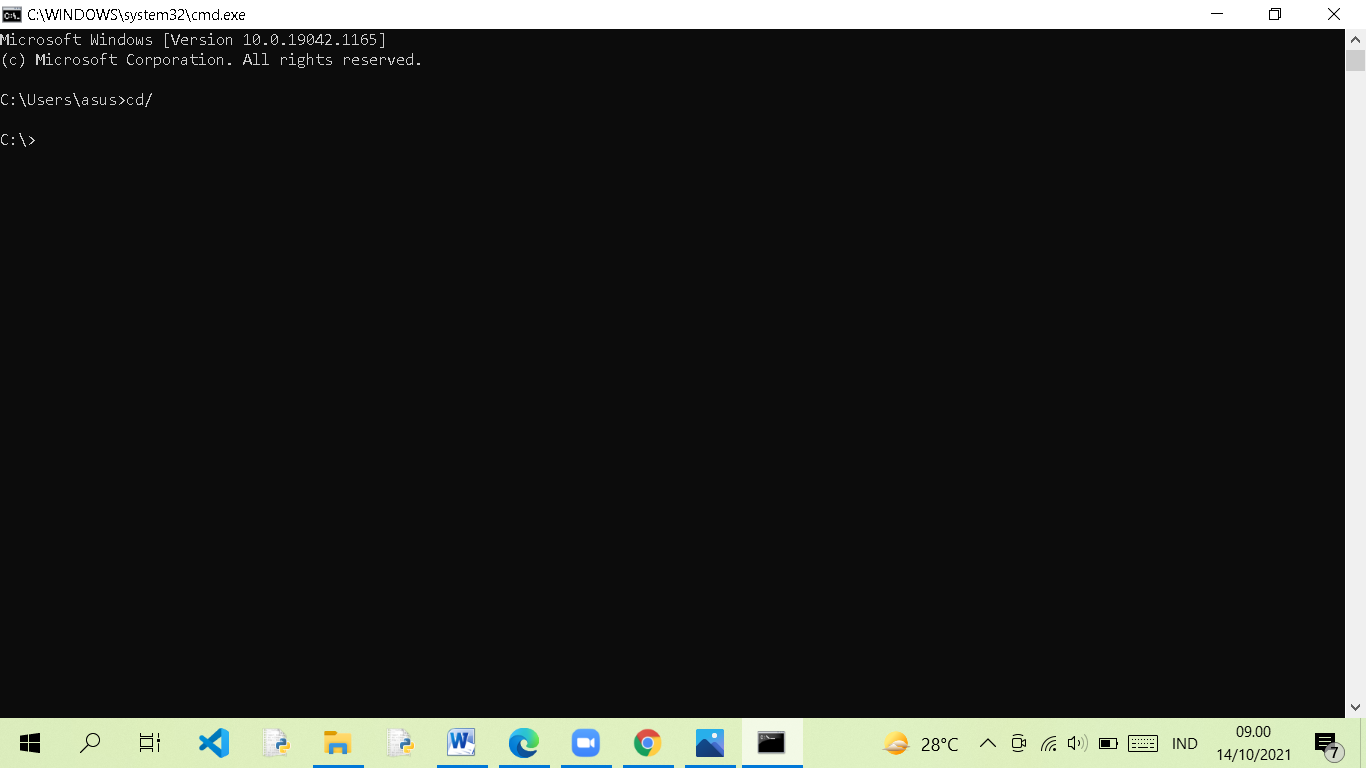 C:\WINDOWS\system32\cmd.exe
Microsoft Windows [Version 10.0.19042.1165]
(c) Microsoft Corporation. All rights reserved.
C:\Users\asus>cd/
C:\>
28°C
IND
09.00
14/10/2021
7